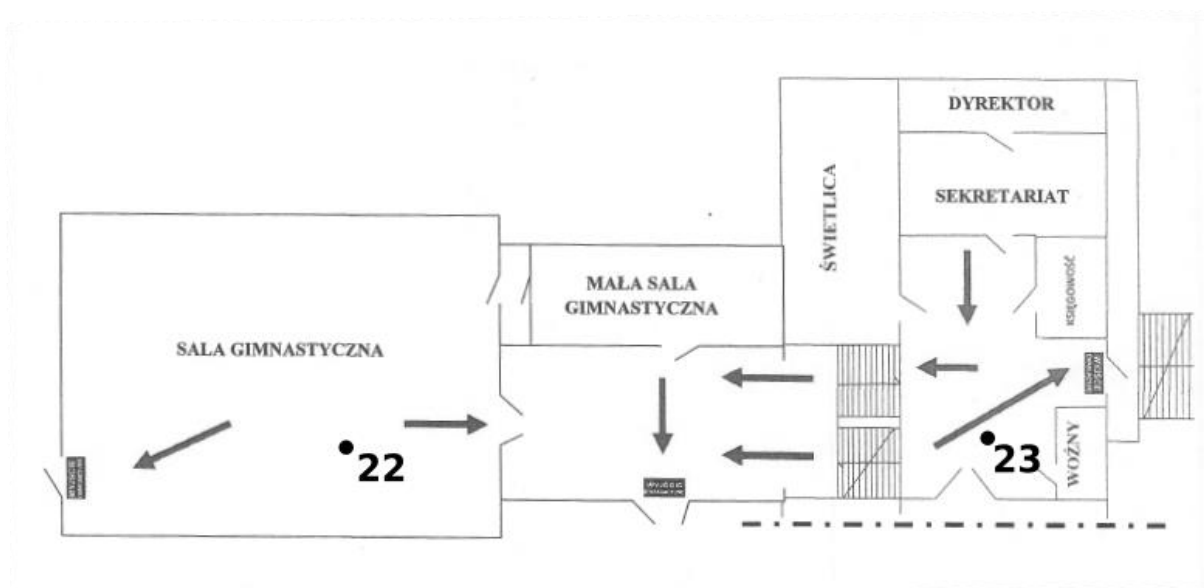 DYREKTOR
SEKRETARIAT
ŚWIETLICA
KSIĘGOWOŚĆ
MAŁA SALA
GIMNASTYCZNA
SALA GIMNASTYCZNA
WOŹNY
22
23